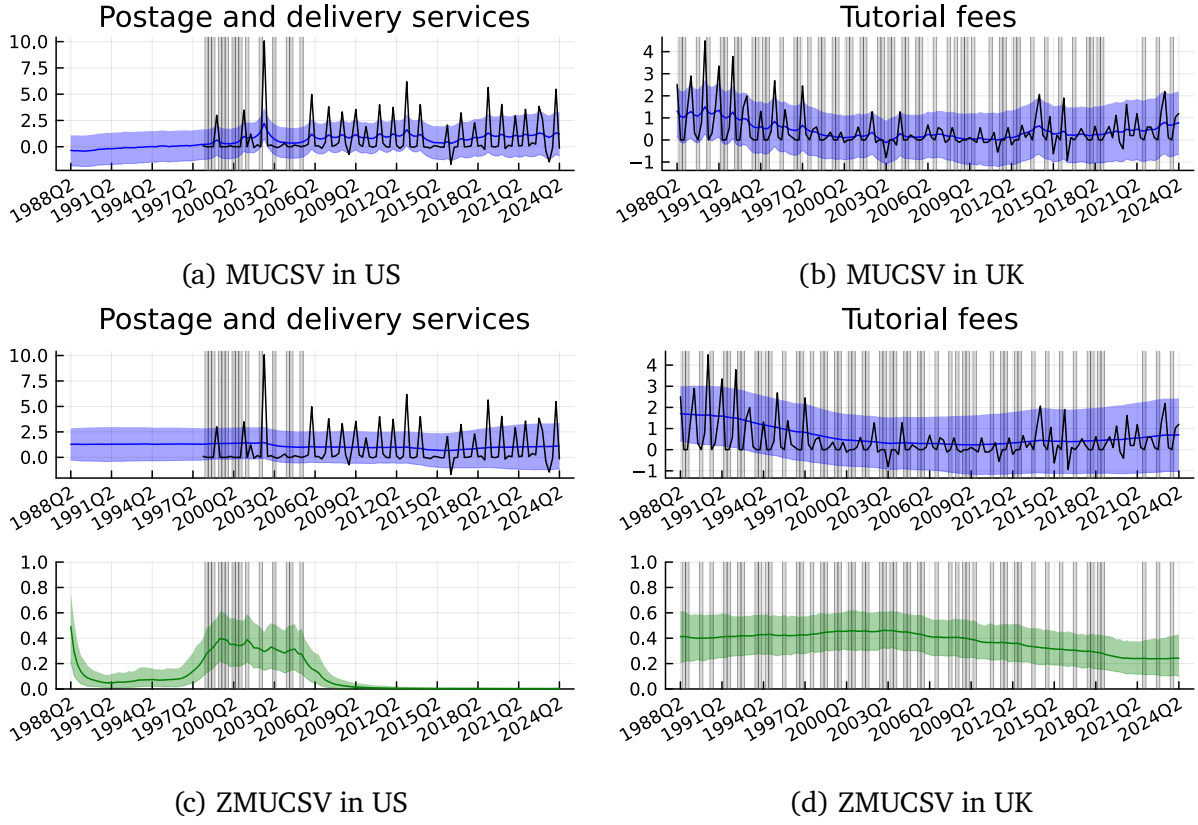 Postage and delivery services
10.0
7.5
5.0
2.5
0.0
1988Q2 1991Q2 1994Q2 1997Q2 2000Q2 2003Q2 2006Q2 2009Q2 2012Q2 2015Q2 2018Q2 2021Q2 2024Q2
(a) MUCSV in US
Tutorial fees
4
3
2
1
0
−1
1988Q2 1991Q2 1994Q2 1997Q2 2000Q2 2003Q2 2006Q2 2009Q2 2012Q2 2015Q2 2018Q2 2021Q2 2024Q2
(b) MUCSV in UK
Postage and delivery services
10.0
7.5
5.0
2.5
0.0
1988Q2 1991Q2 1994Q2 1997Q2 2000Q2 2003Q2 2006Q2 2009Q2 2012Q2 2015Q2 2018Q2 2021Q2 2024Q2
1.0
0.8
0.6
0.4
0.2
0.0
1988Q2 1991Q2 1994Q2 1997Q2 2000Q2 2003Q2 2006Q2 2009Q2 2012Q2 2015Q2 2018Q2 2021Q2 2024Q2
(c) ZMUCSV in US
Tutorial fees
4
3
2
1
0
−1
1988Q2 1991Q2 1994Q2 1997Q2 2000Q2 2003Q2 2006Q2 2009Q2 2012Q2 2015Q2 2018Q2 2021Q2 2024Q2
1.0
0.8
0.6
0.4
0.2
0.0
1988Q2 1991Q2 1994Q2 1997Q2 2000Q2 2003Q2 2006Q2 2009Q2 2012Q2 2015Q2 2018Q2 2021Q2 2024Q2
(d) ZMUCSV in UK